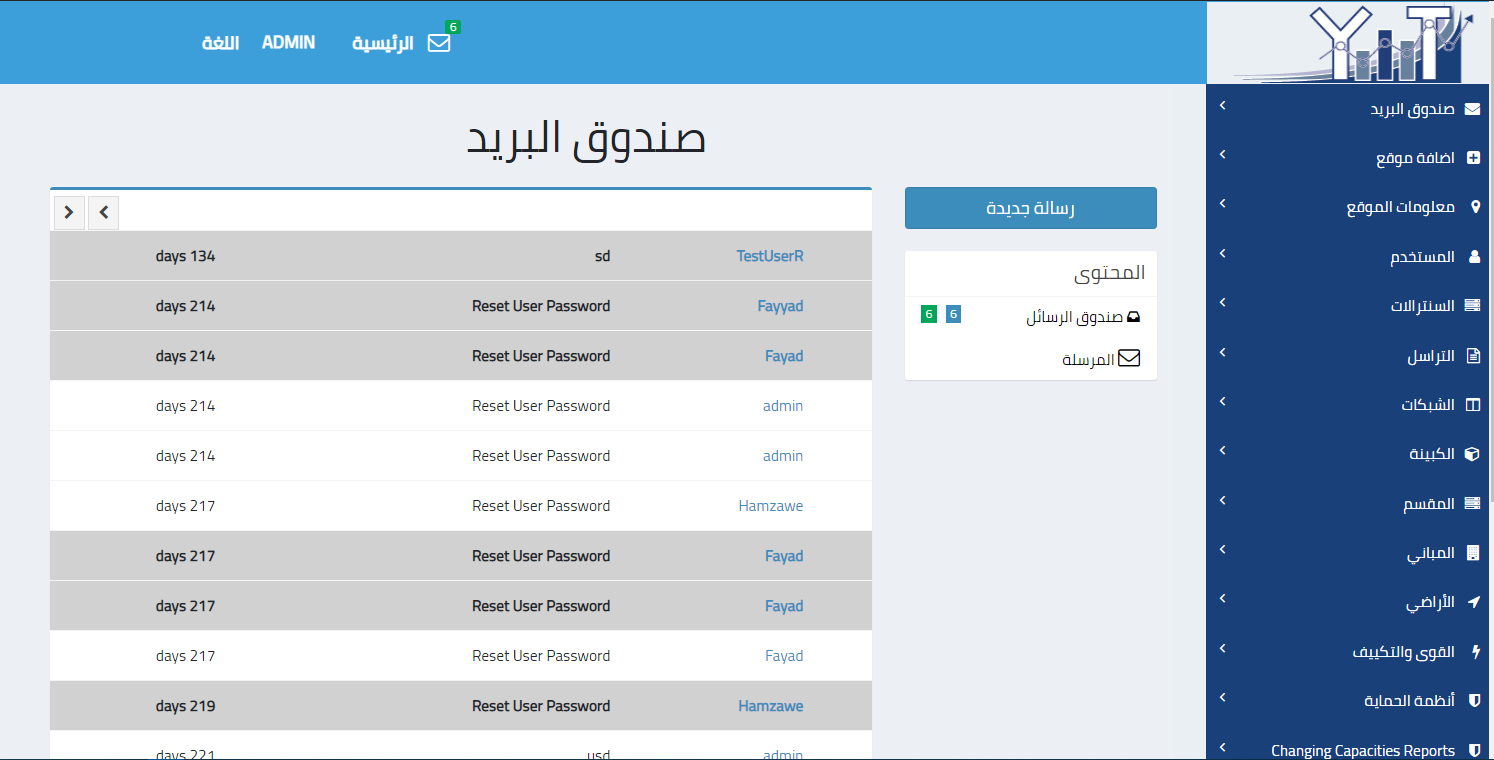 YT
6
الرئيسية
ADMIN
اللغة
صندوق البريد
اضافة موقع
معلومات الموقع
المستخدم
السنترالات
التراسل
الشبكات
الكبينة
المقسم
المباني
الأراضي
القوى والتكييف
أنظمة الحماية
Changing Capacities Reports
صندوق البريد
رسالة جديدة
المحتوى
صندوق الرسائل 6 6
المرسلة
TestUserR sd 134 days
Fayyad Reset User Password 214 days
Fayad Reset User Password 214 days
admin Reset User Password 214 days
admin Reset User Password 214 days
Hamzawe Reset User Password 217 days
Fayad Reset User Password 217 days
Fayad Reset User Password 217 days
Fayad Reset User Password 217 days
Hamzawe Reset User Password 219 days
admin usd 221 days